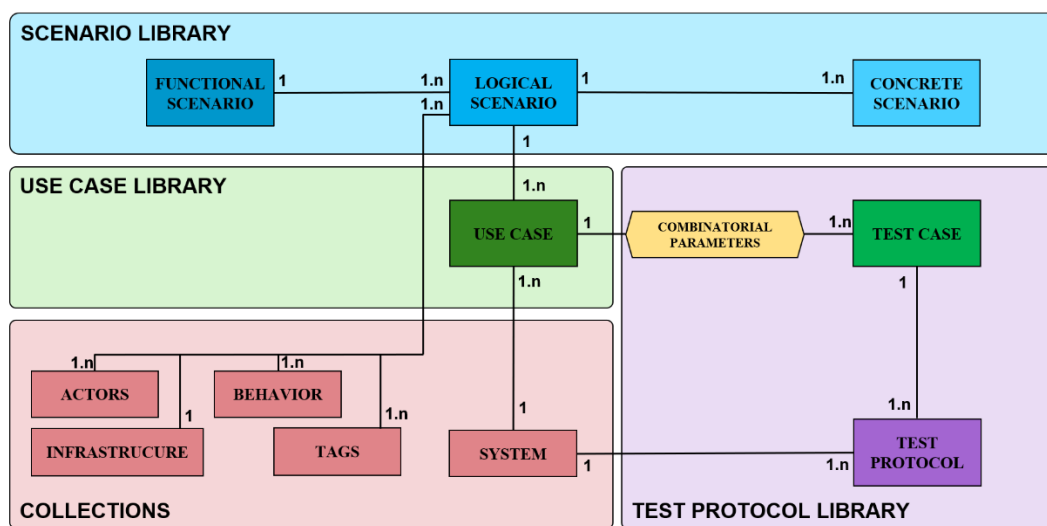 SCENARIO LIBRARY
FUNCTIONAL
SCENARIO
1
1.n
1.n
LOGICAL
SCENARIO
1
1.n
CONCRETE
SCENARIO
1
USE CASE LIBRARY
1.n
USE CASE
1
COMBINATORIAL
PARAMETERS
1.n
TEST CASE
1.n
1
1.n
ACTORS
1
1.n
BEHAVIOR
1.n
INFRASTRUCURE
TAGS
1
SYSTEM
1
1.n
1.n
TEST
PROTOCOL
COLLECTIONS
TEST PROTOCOL LIBRARY